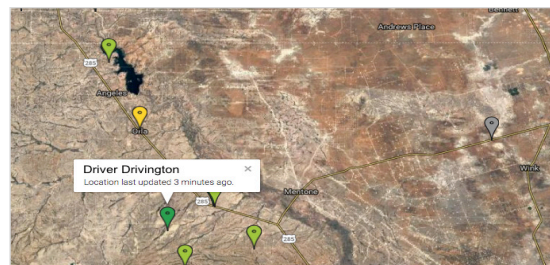 Bennett
Andrews Place
285
Angeles
Orla
Driver Drivington ×
Location last updated 3 minutes ago.
Wink
Mentone
285
285